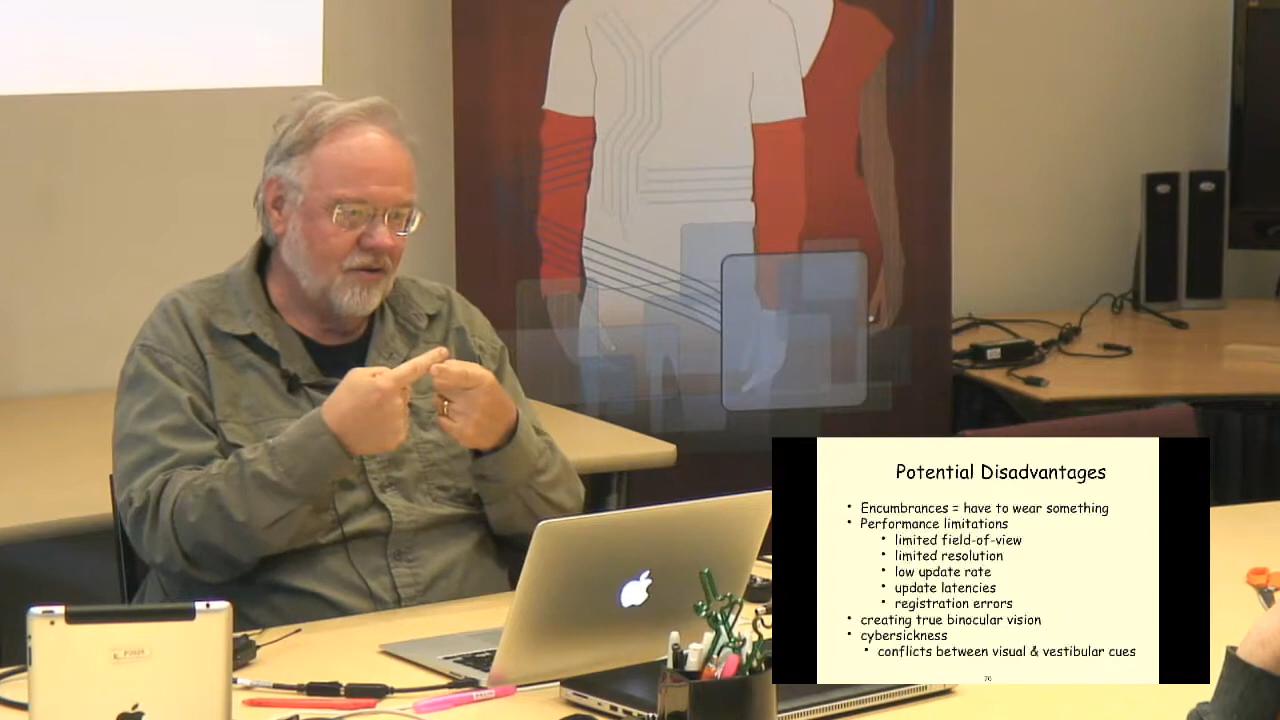 Potential Disadvantages
• Encumbrances = have to wear something
• Performance limitations
• limited field-of-view
• limited resolution
• low update rate
• update latencies
• registration errors
• creating true binocular vision
• cybersickness
• conflicts between visual & vestibular cues